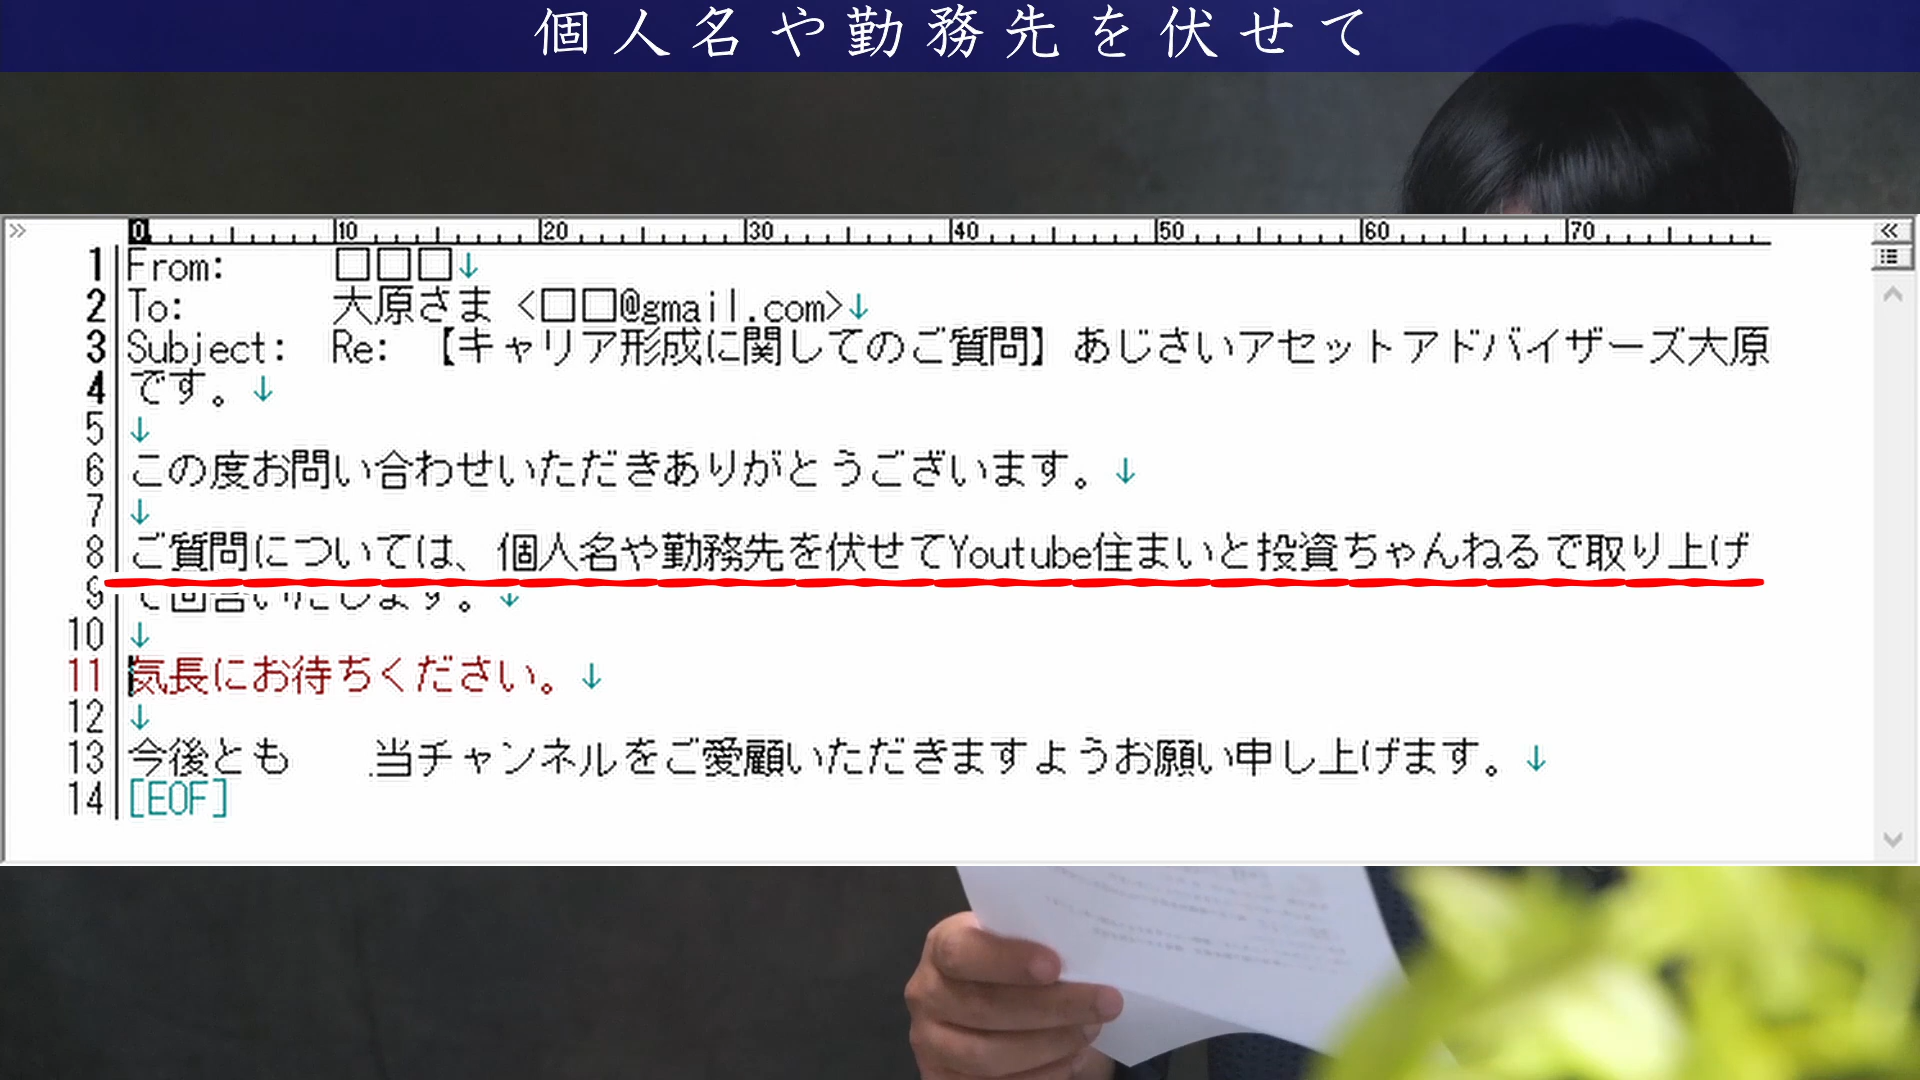 個人名や勤務先を伏せて
0 10 20 30 40 50 60 70
1 From: □□□↓
2 To: 大原さま <□□@gmail.com>↓
3 Subject: Re: 【キャリア形成に関してのご質問】あじさいアセットアドバイザーズ大原
4 です。↓
5 ↓
6 この度お問い合わせいただきありがとうございます。↓
7 ↓
8 ご質問については、個人名や勤務先を伏せてYoutube住まいと投資ちゃんねるで取り上げ
9 て回答いたします。↓
10 ↓
11 気長にお待ちください。↓
12 ↓
13 今後とも 当チャンネルをご愛顧いただきますようお願い申し上げます。↓
14 [EOF]